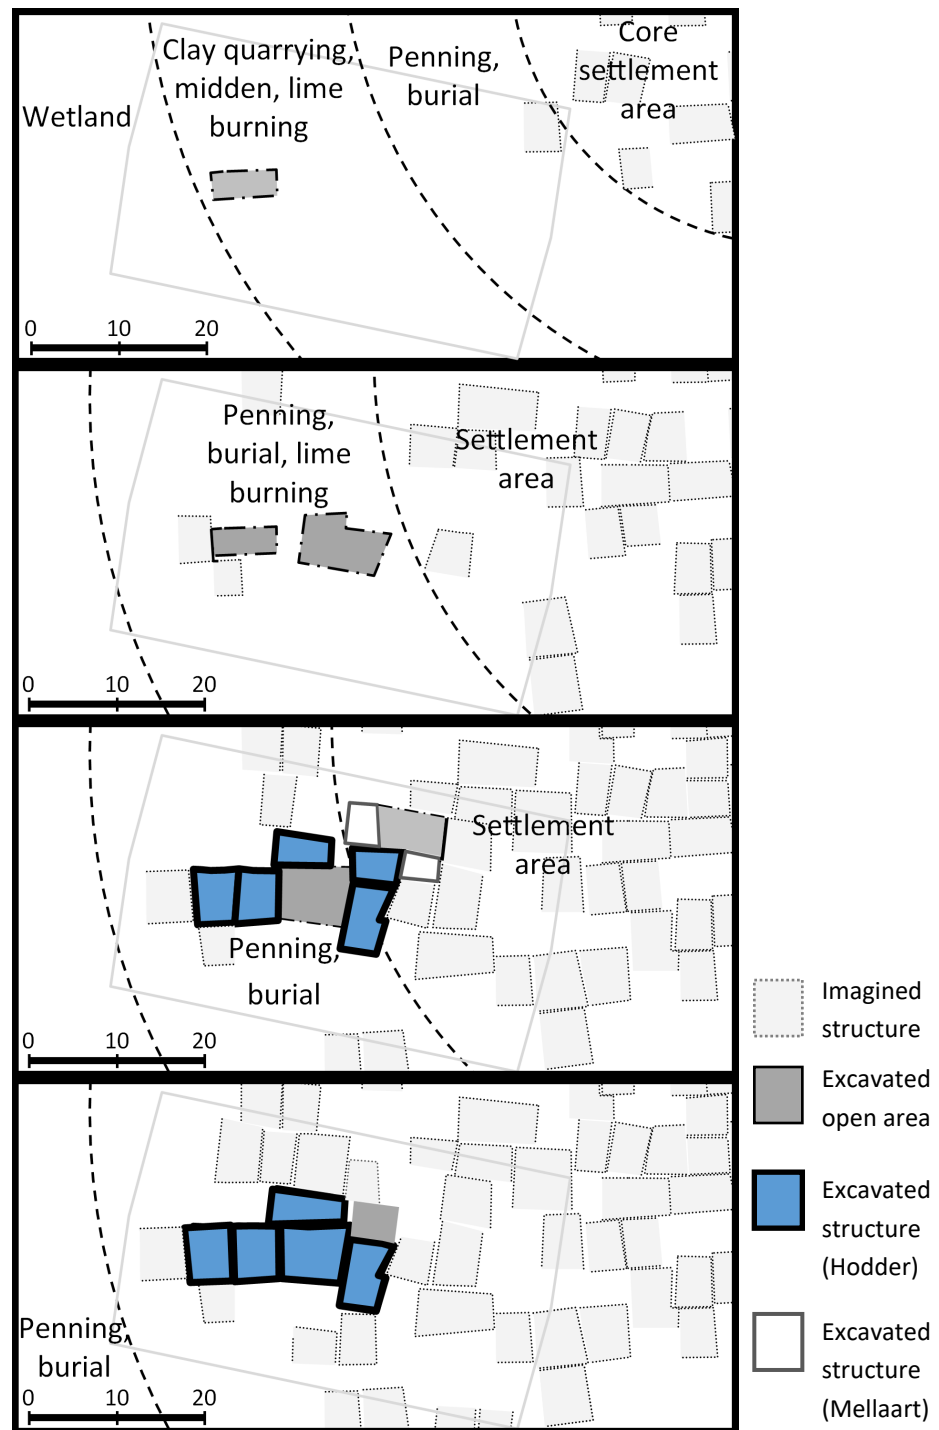 Clay quarrying,
midden, lime
burning
Penning,
burial
Core
settlement
area
Wetland
0 10 20
Penning,
burial, lime
burning
Settlement
area
0 10 20
Settlement
area
Penning,
burial
0 10 20
Penning,
burial
0 10 20
Imagined
structure
Excavated
open area
Excavated
structure
(Hodder)
Excavated
structure
(Mellaart)